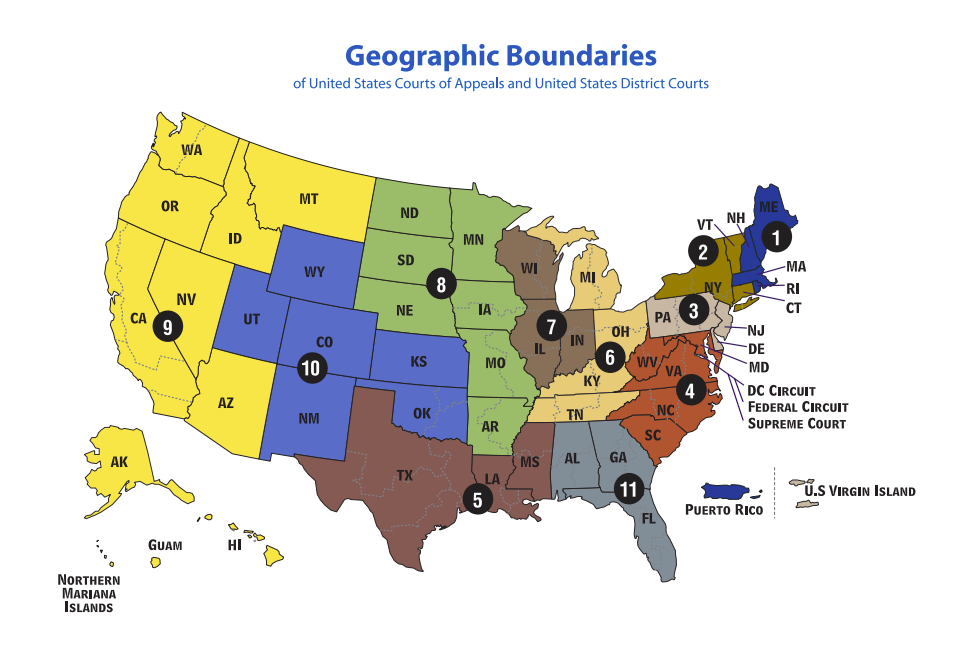 Geographic Boundaries
of United States Courts of Appeals and United States District Courts
WA
OR
ID
MT
ND
MN
SD
WY
NE
IA
WI
MI
VT
NH
ME
1
2
MA
RI
CT
NY
PA
3
NJ
DE
MD
DC CIRCUIT
FEDERAL CIRCUIT
SUPREME COURT
CA
NV
9
UT
CO
10
KS
8
MO
IL
7
IN
OH
6
WV
VA
4
KY
NC
TN
SC
AZ
NM
OK
AR
TX
LA
5
MS
AL
GA
11
FL
PUERTO RICO
U.S VIRGIN ISLAND
AK
HI
GUAM
NORTHERN
MARIANA
ISLANDS